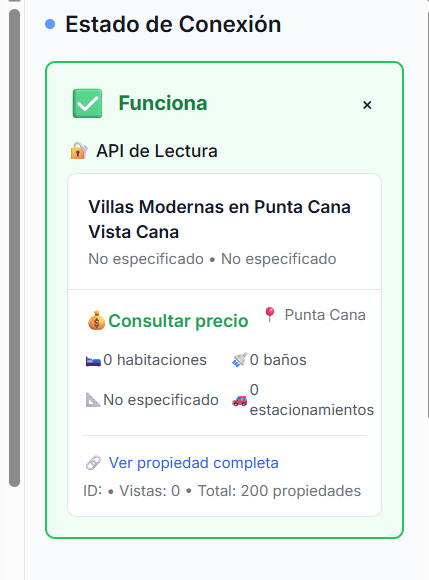 Estado de Conexión
Funciona
×
API de Lectura
Villas Modernas en Punta Cana
Vista Cana
No especificado • No especificado
Consultar precio
Punta Cana
0 habitaciones
0 baños
No especificado
0
estacionamientos
Ver propiedad completa
ID: • Vistas: 0 • Total: 200 propiedades